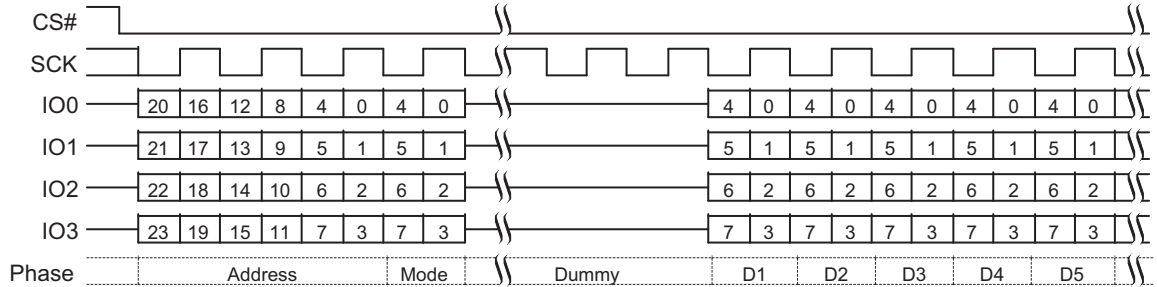 CS#
SCK
IO0 20 16 12 8 4 0 4 0 4 0 4 0 4 0 4 0 4 0
IO1 21 17 13 9 5 1 5 1 5 1 5 1 5 1 5 1 5 1
IO2 22 18 14 10 6 2 6 2 6 2 6 2 6 2 6 2 6 2
IO3 23 19 15 11 7 3 7 3 7 3 7 3 7 3 7 3 7 3
Phase Address Mode Dummy D1 D2 D3 D4 D5